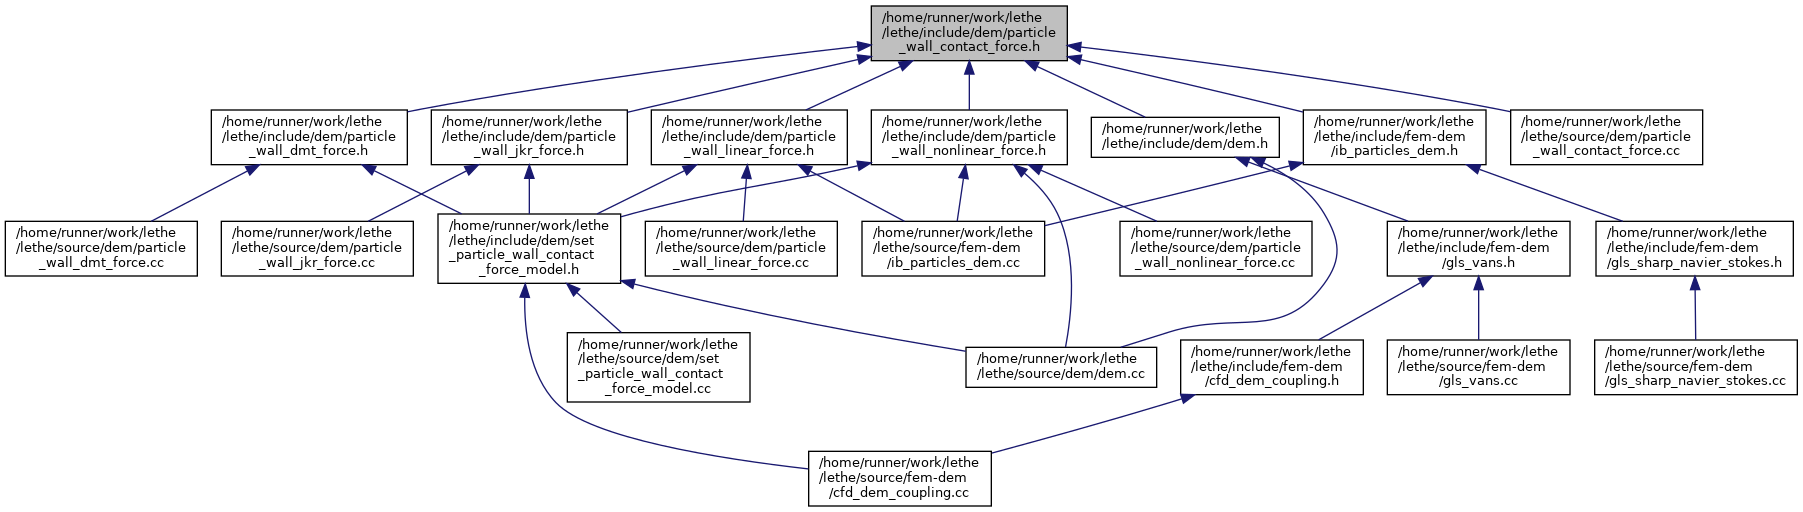 /home/runner/work/lethe
/lethe/include/dem/particle
_wall_contact_force.h
/home/runner/work/lethe
/lethe/include/dem/particle
_wall_dmt_force.h
/home/runner/work/lethe
/lethe/include/dem/particle
_wall_jkr_force.h
/home/runner/work/lethe
/lethe/include/dem/particle
_wall_linear_force.h
/home/runner/work/lethe
/lethe/include/dem/particle
_wall_nonlinear_force.h
/home/runner/work/lethe
/lethe/include/dem/dem.h
/home/runner/work/lethe
/lethe/include/fem-dem
/ib_particles_dem.h
/home/runner/work/lethe
/lethe/source/dem/particle
_wall_contact_force.cc
/home/runner/work/lethe
/lethe/source/dem/particle
_wall_dmt_force.cc
/home/runner/work/lethe
/lethe/source/dem/particle
_wall_jkr_force.cc
/home/runner/work/lethe
/lethe/include/dem/set
_particle_wall_contact
_force_model.h
/home/runner/work/lethe
/lethe/source/dem/particle
_wall_linear_force.cc
/home/runner/work/lethe
/lethe/source/fem-dem
/ib_particles_dem.cc
/home/runner/work/lethe
/lethe/source/dem/particle
_wall_nonlinear_force.cc
/home/runner/work/lethe
/lethe/include/fem-dem
/gls_vans.h
/home/runner/work/lethe
/lethe/include/fem-dem
/gls_sharp_navier_stokes.h
/home/runner/work/lethe
/lethe/source/dem/set
_particle_wall_contact
_force_model.cc
/home/runner/work/lethe
/lethe/source/dem/dem.cc
/home/runner/work/lethe
/lethe/include/fem-dem
/cfd_dem_coupling.h
/home/runner/work/lethe
/lethe/source/fem-dem
/gls_vans.cc
/home/runner/work/lethe
/lethe/source/fem-dem
/gls_sharp_navier_stokes.cc
/home/runner/work/lethe
/lethe/source/fem-dem
/cfd_dem_coupling.cc